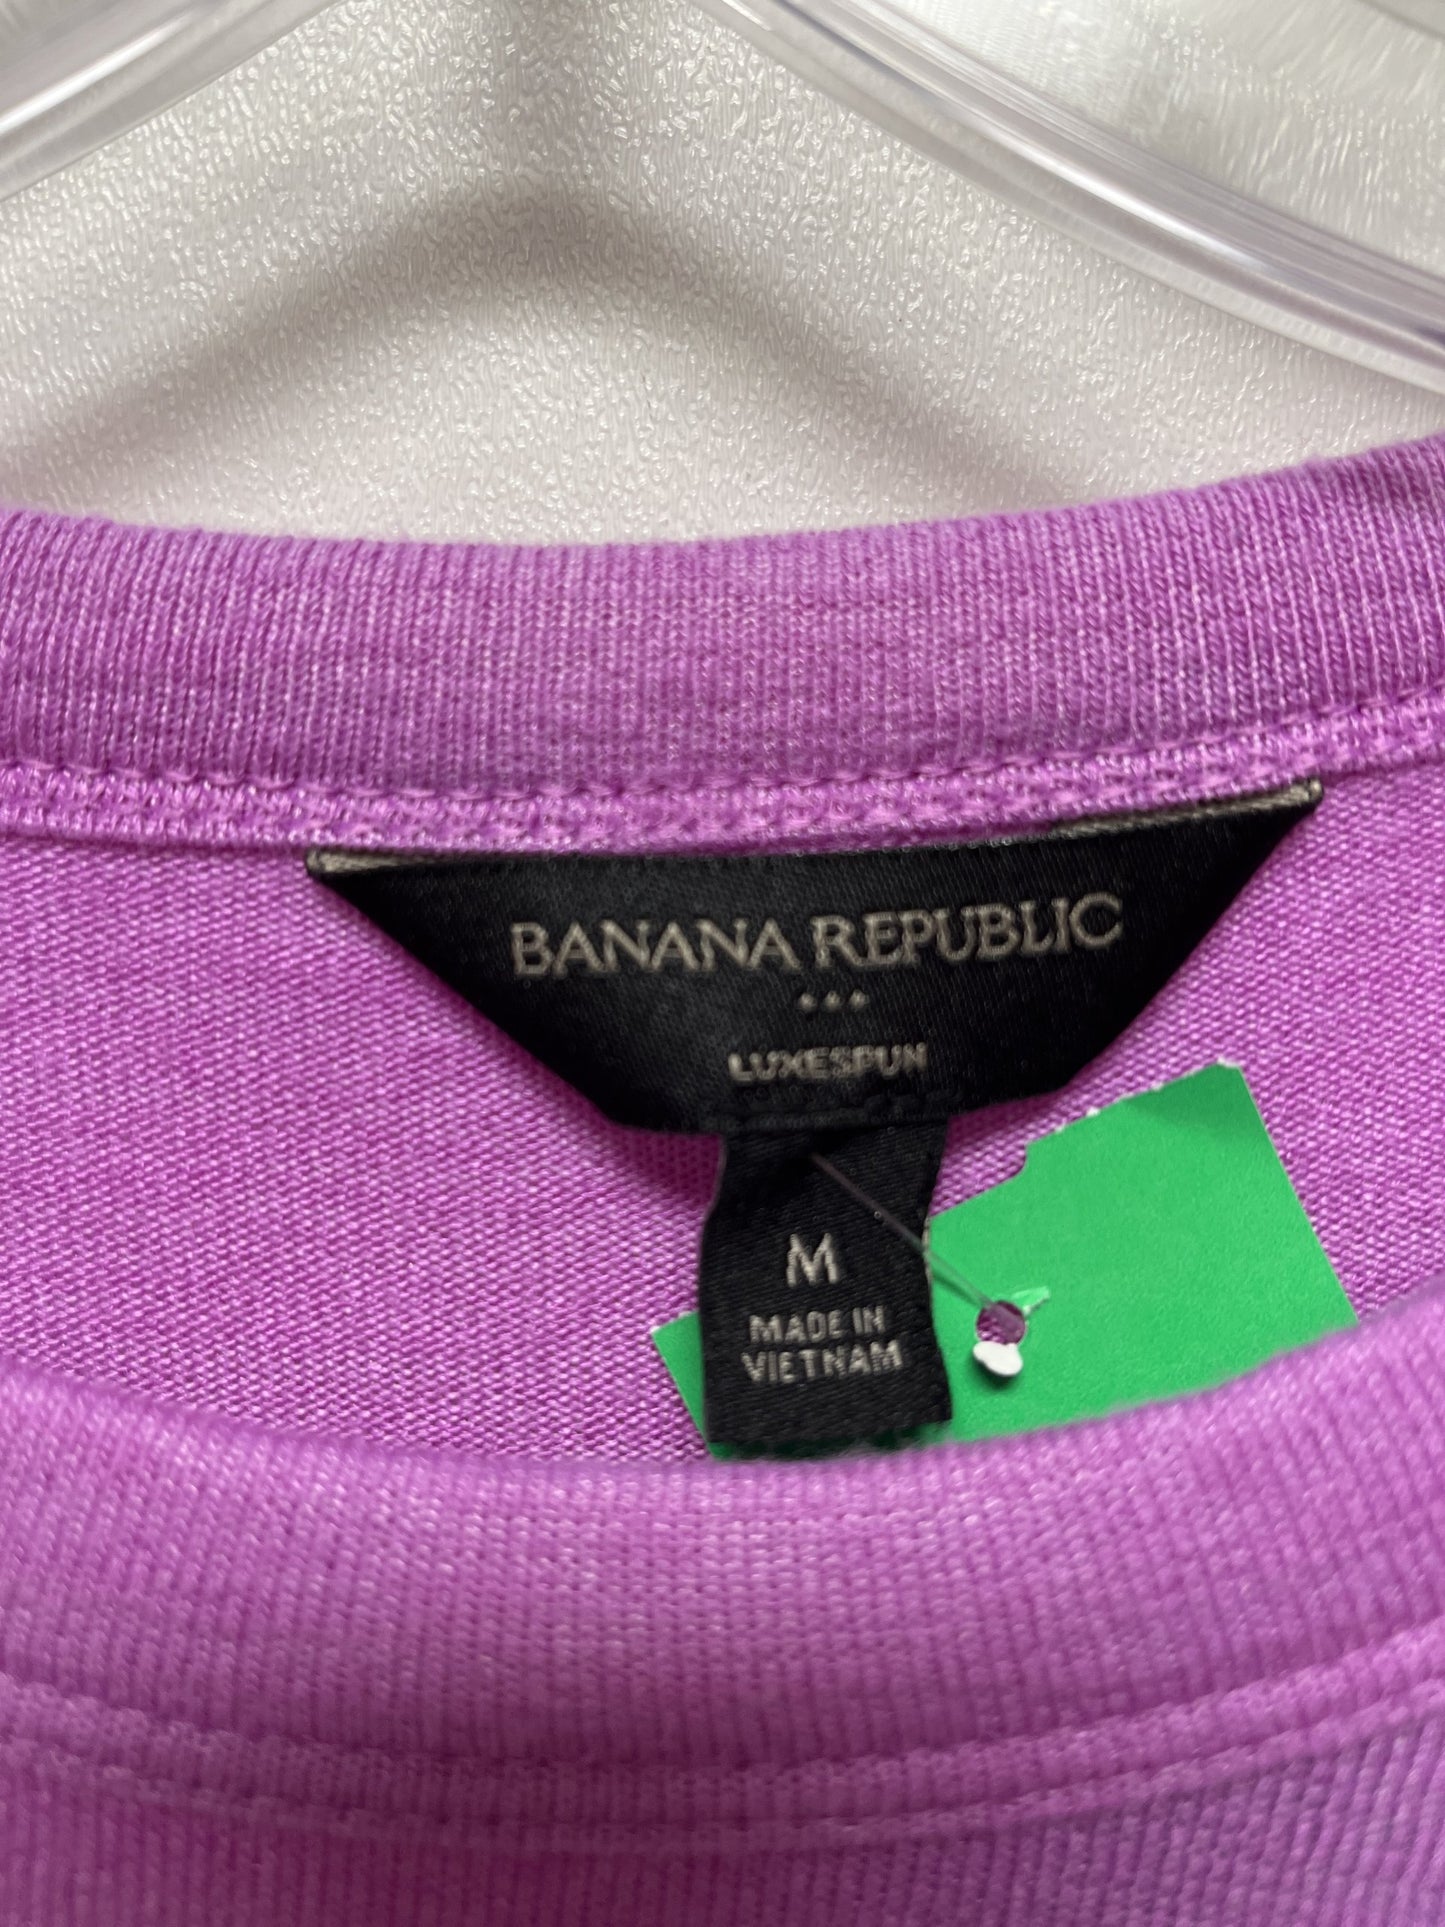 BANANA REPUBLIC
LUXESPUN
M
MADE IN
VIETNAM